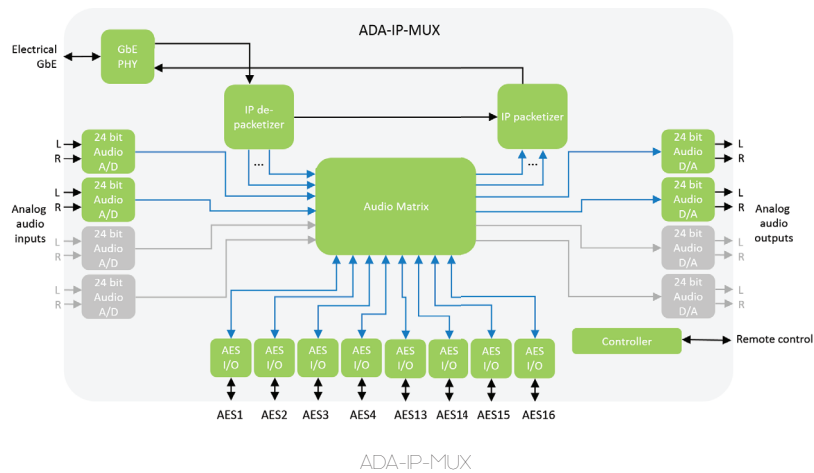 ADA-IP-MUX
Electrical
GbE
GbE
PHY
IP de-
packetizer
IP packetizer
L
R
24 bit
Audio
A/D
L
R
24 bit
Audio
A/D
Analog
audio
inputs
L
R
24 bit
Audio
A/D
L
R
24 bit
Audio
A/D
...
...
Audio Matrix
24 bit
Audio
D/A
L
R
24 bit
Audio
D/A
L
R
Analog
audio
outputs
24 bit
Audio
D/A
L
R
24 bit
Audio
D/A
L
R
Controller
Remote control
AES
I/O
AES
I/O
AES
I/O
AES
I/O
AES
I/O
AES
I/O
AES
I/O
AES
I/O
AES1
AES2
AES3
AES4
AES13
AES14
AES15
AES16
ADA-IP-MUX